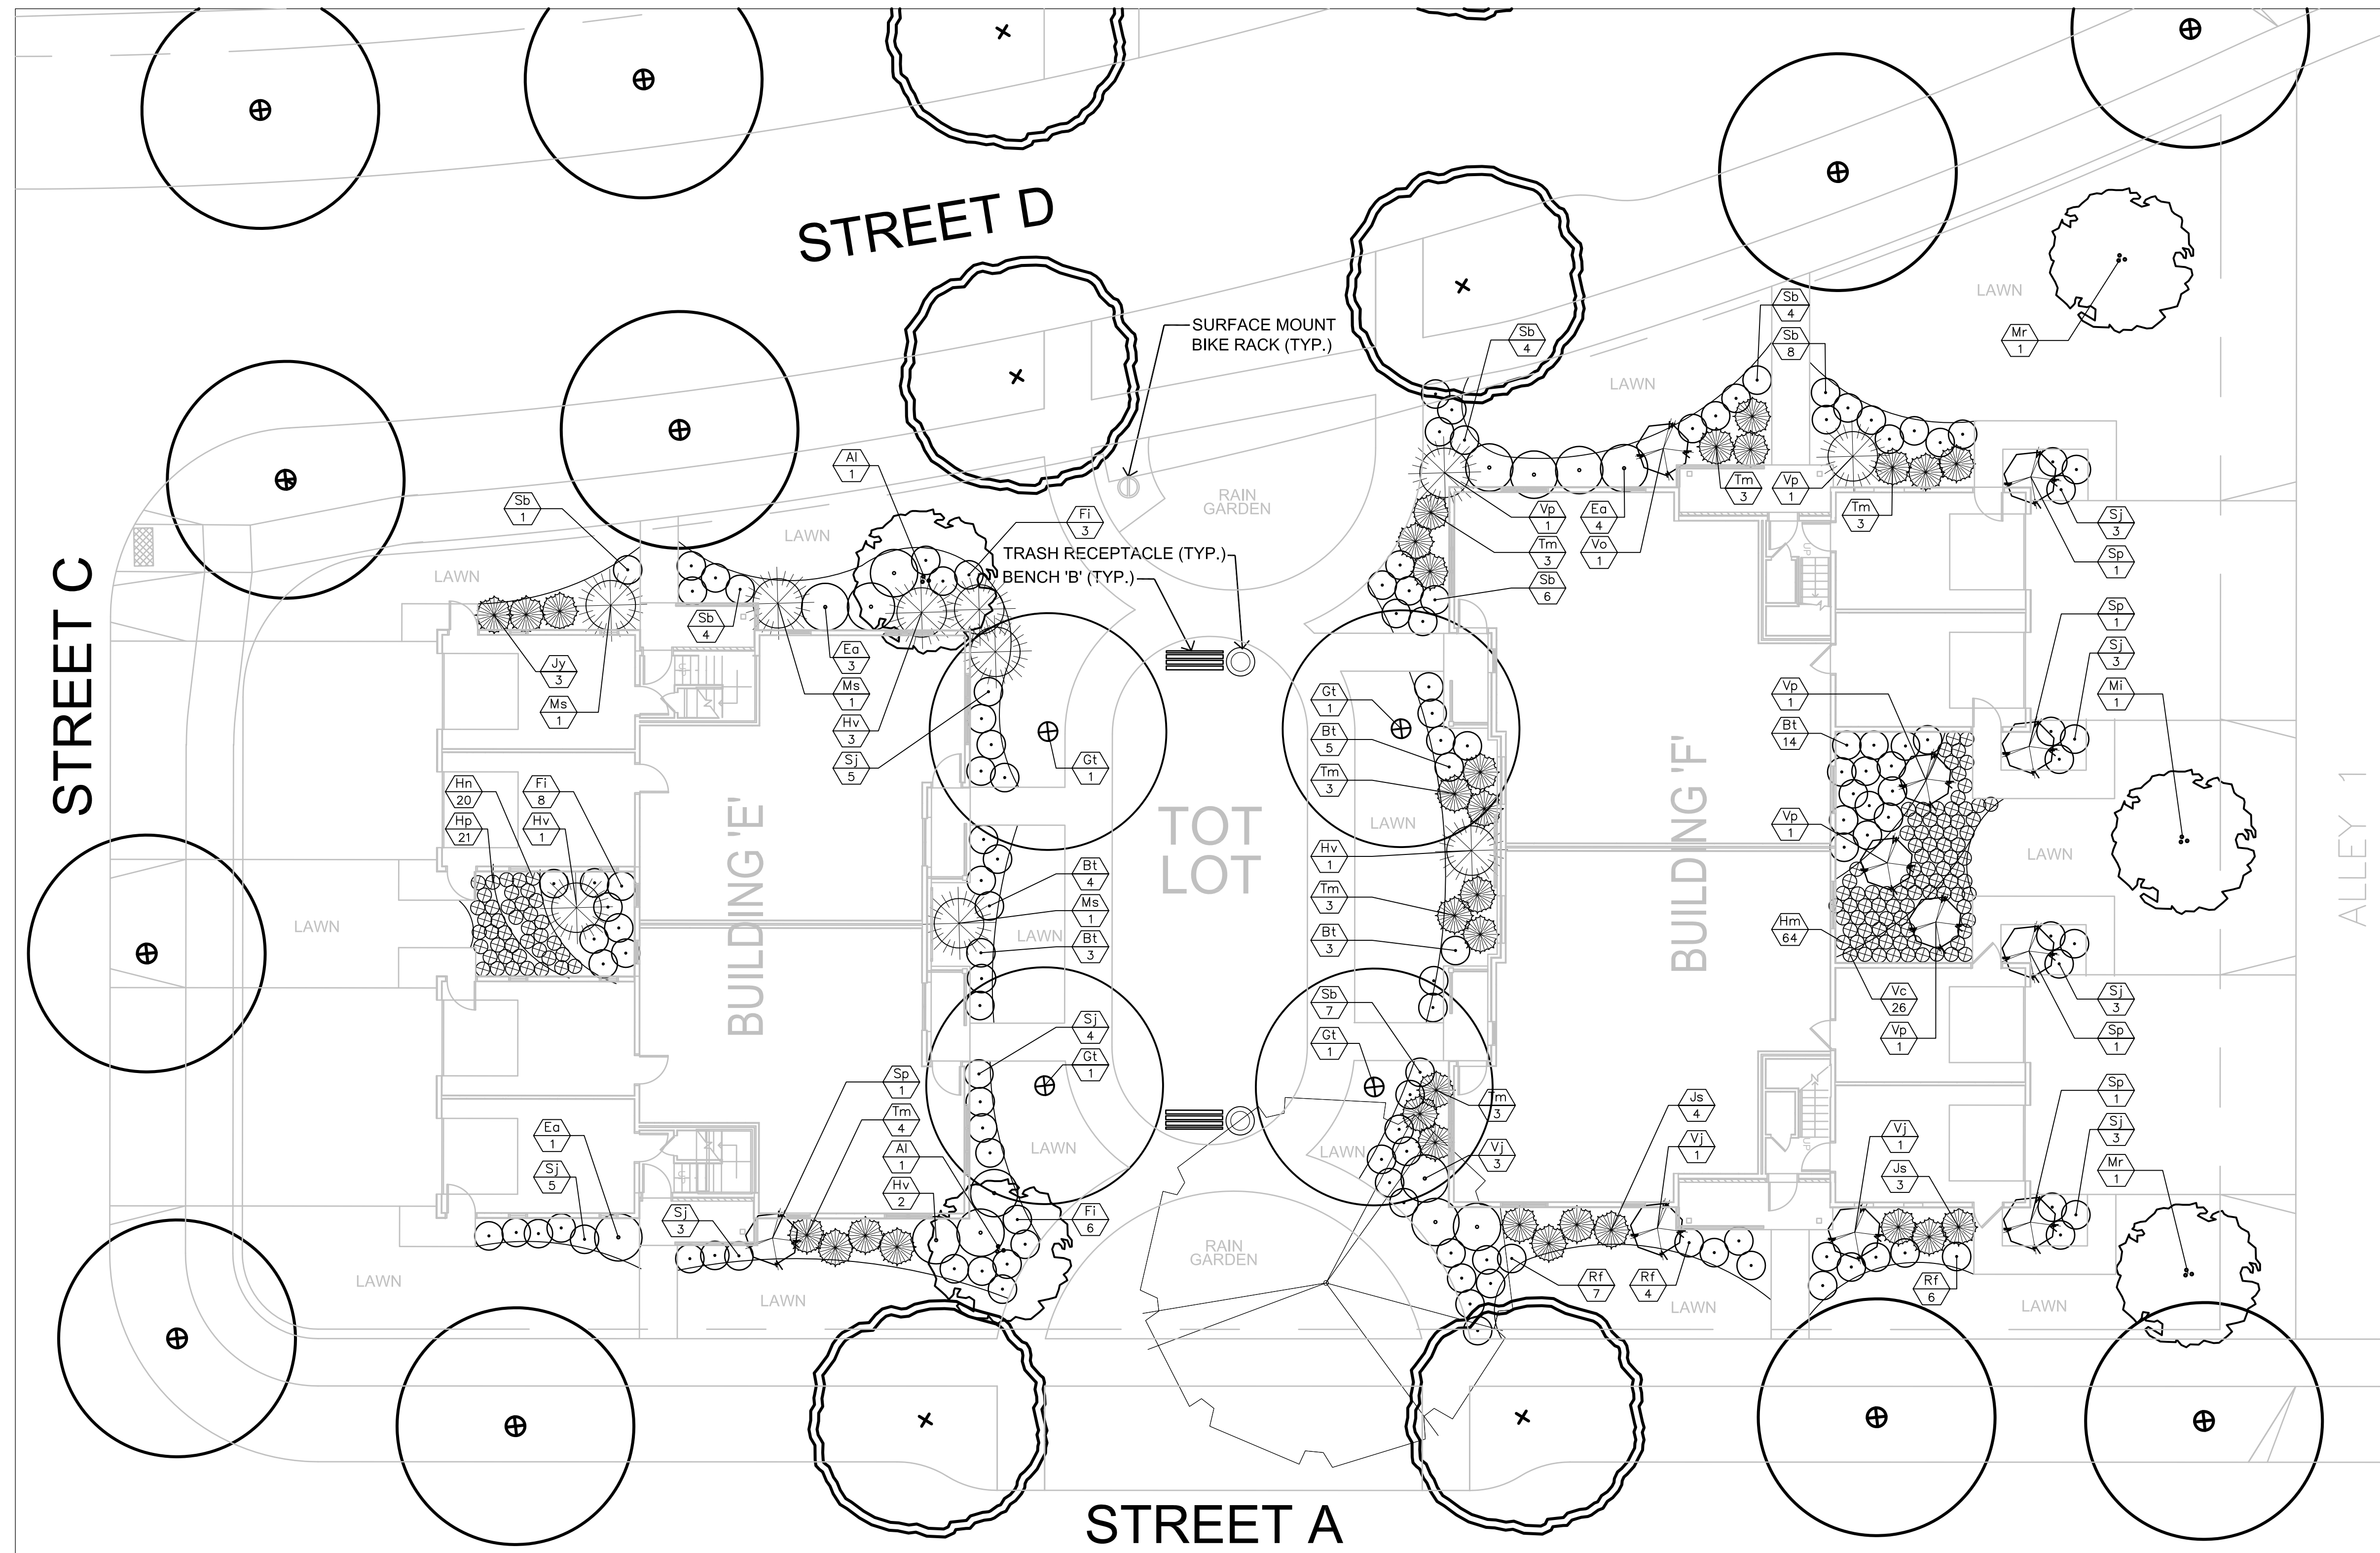 STREET D
SURFACE MOUNT
BIKE RACK (TYP.)
Sb
4
Sb
4
Sb
8
LAWN
Mr
1
LAWN
Al
1
Sb
1
LAWN
Fi
3
RAIN
GARDEN
Vp
1
Ea
4
Tm
3
Vp
1
Tm
3
Sj
3
TRASH RECEPTACLE (TYP.)
BENCH 'B' (TYP.)
Tm
3
Vo
1
UP
Sp
1
LAWN
STREET C
Sb
4
Sb
6
Sp
1
Jy
3
Ea
3
UP
Sj
3
Ms
1
Ms
1
Gt
1
Vp
1
Mi
1
Hv
3
Bt
5
Bt
14
Sj
5
Gt
1
Tm
3
Hn
20
Fi
8
Hp
21
Hv
1
BUILDING 'E'
TOT
LOT
LAWN
BUILDING 'F'
Vp
1
LAWN
ALLEY 1
Hv
1
Bt
4
Tm
3
LAWN
Ms
1
LAWN
Bt
3
Bt
3
Hm
64
Sb
7
Vc
26
Sj
3
Sj
4
Gt
1
Vp
1
Sp
1
Gt
1
Sp
1
Tm
3
Js
4
Sp
1
Ea
1
Tm
4
LAWN
LAWN
Vj
1
Vj
1
Sj
3
Al
1
Vj
3
UP
Sj
5
UP
Js
3
Mr
1
Hv
2
Sj
3
Fi
6
RAIN
GARDEN
LAWN
Rf
7
Rf
4
Rf
6
LAWN
LAWN
LAWN
STREET A